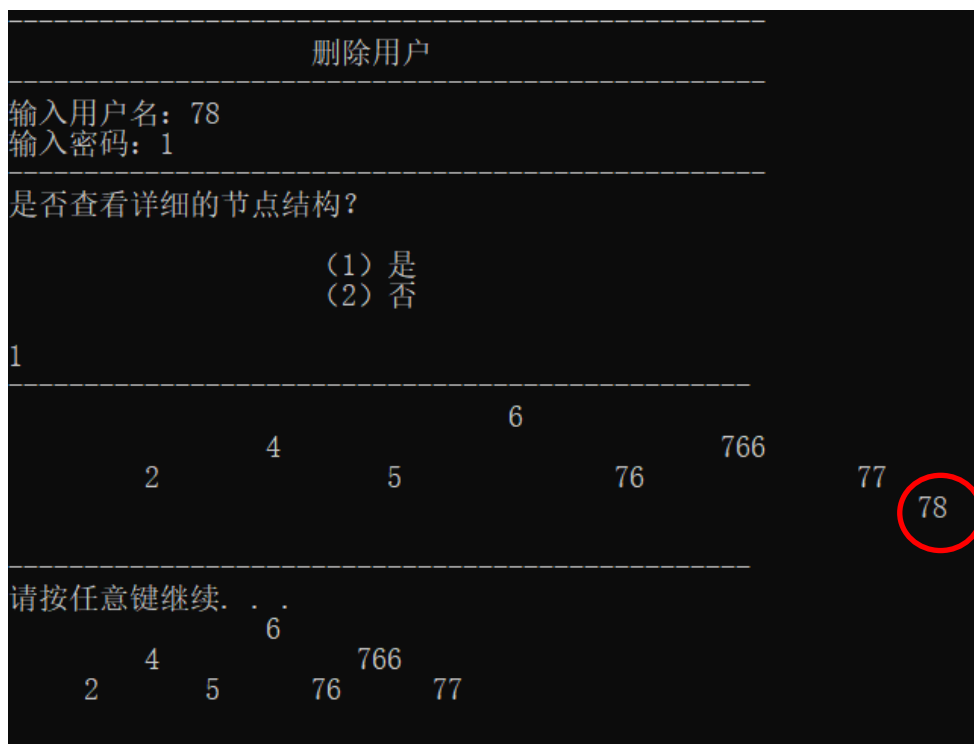 删除用户
输入用户名：78
输入密码：1
是否查看详细的节点结构？
（1）是
（2）否
1
6
4 766
2 5 76 77
78
请按任意键继续. . .
6
4 766
2 5 76 77